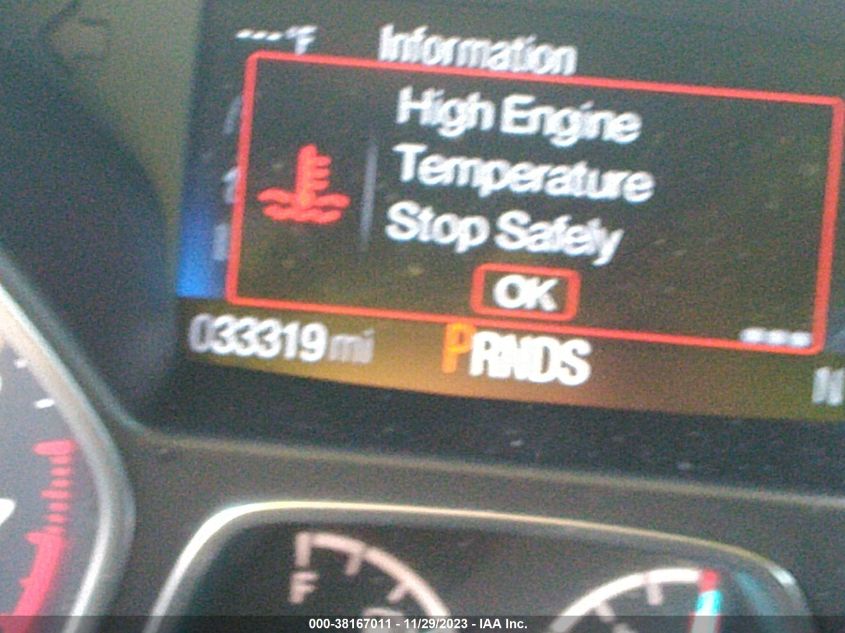 ---°F Information
High Engine
Temperature
Stop Safely
OK
033319 mi PRNDS N
F
000-38167011 - 11/29/2023 - IAA Inc.